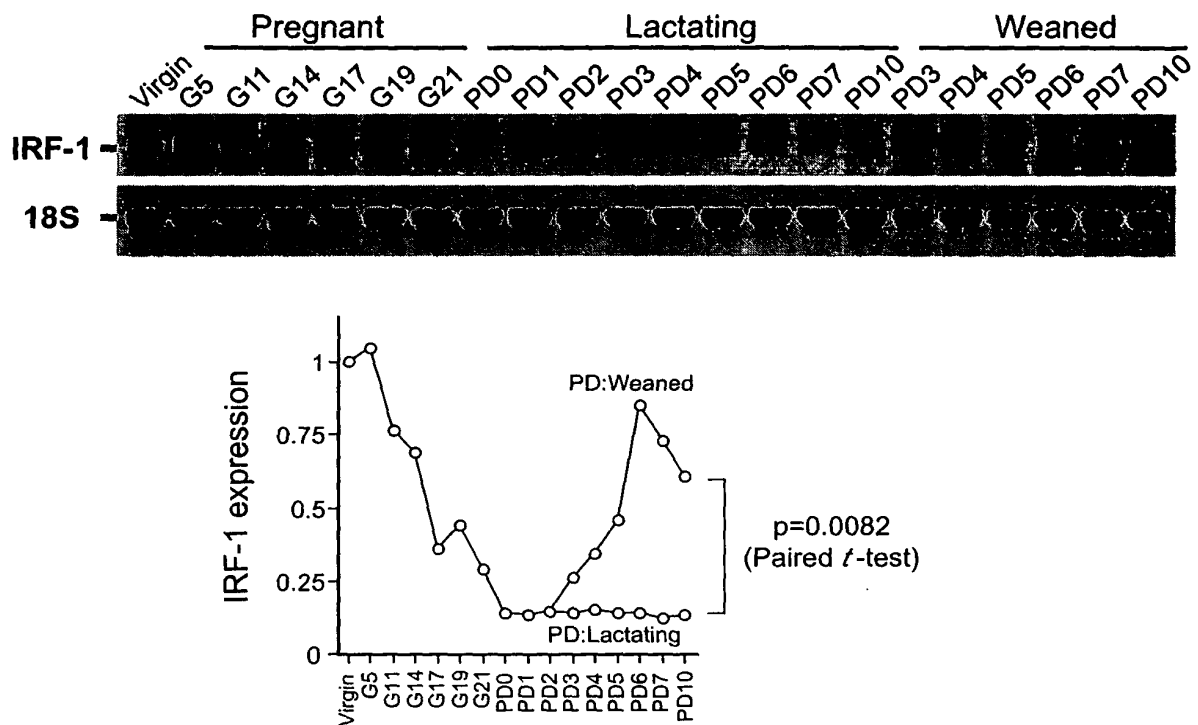 Pregnant Lactating Weaned
Virgin G5 G11 G14 G17 G19 G21 PD0 PD1 PD2 PD3 PD4 PD5 PD6 PD7 PD10 PD3 PD4 PD5 PD6 PD7 PD10
IRF-1
18S
IRF-1 expression
1
0.75
0.5
0.25
0
PD:Weaned
PD:Lactating
p=0.0082
(Paired t-test)
Virgin G5 G11 G14 G17 G19 G21 PD0 PD1 PD2 PD3 PD4 PD5 PD6 PD7 PD10